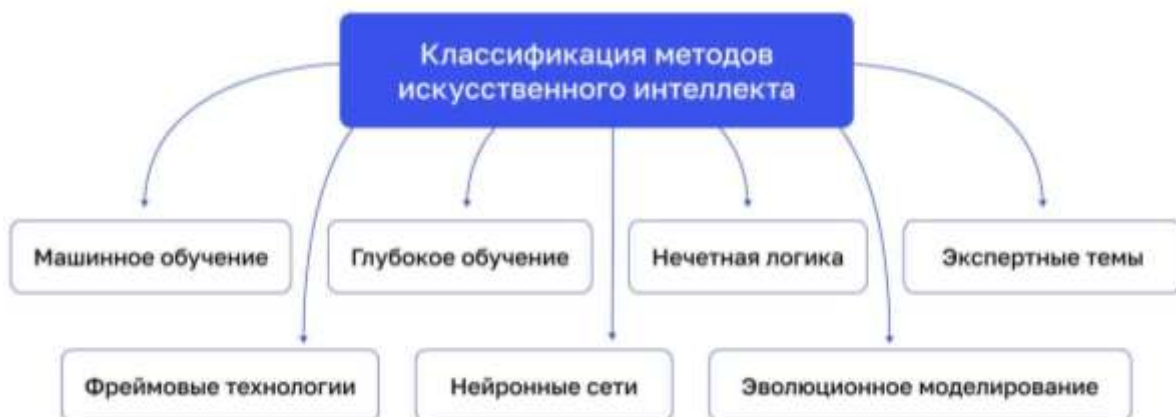 Классификация методов
искусственного интеллекта
Машинное обучение
Глубокое обучение
Нечетная логика
Экспертные темы
Фреймовые технологии
Нейронные сети
Эволюционное моделирование